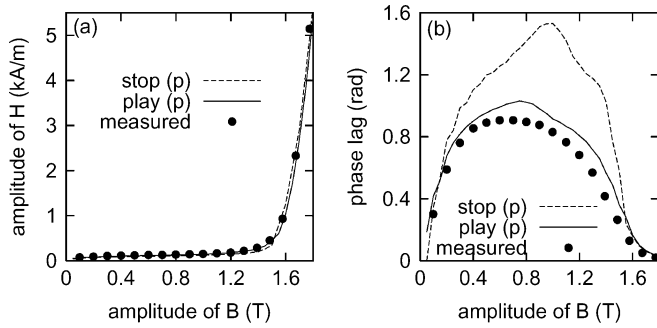 (a)
amplitude of H (kA/m)
5
4
3
2
1
0
stop (p)
play (p)
measured
0
0.4
0.8
1.2
1.6
amplitude of B (T)
(b)
phase lag (rad)
1.6
1.2
0.8
0.4
0
stop (p)
play (p)
measured
0
0.4
0.8
1.2
1.6
amplitude of B (T)